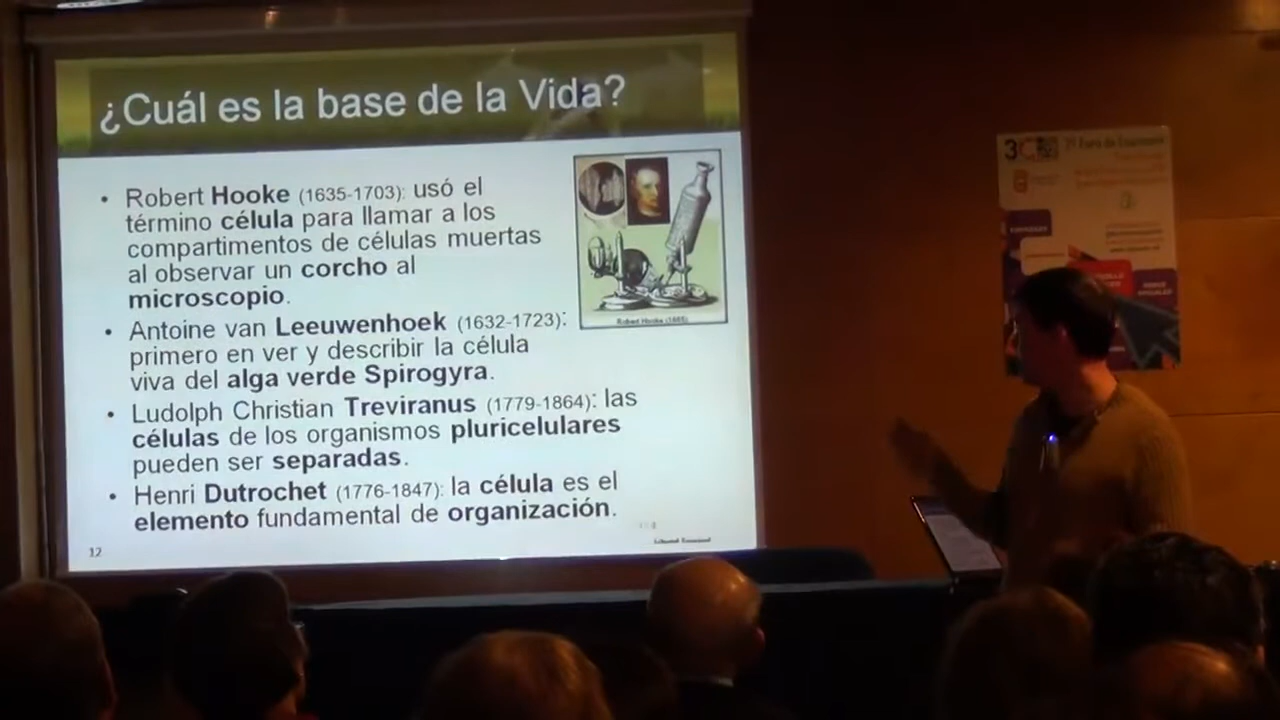 ¿Cuál es la base de la Vida?
• Robert Hooke (1635-1703): usó el
término célula para llamar a los
compartimentos de células muertas
al observar un corcho al
microscopio.
• Antoine van Leeuwenhoek (1632-1723):
primero en ver y describir la célula
viva del alga verde Spirogyra.
• Ludolph Christian Treviranus (1779-1864): las
células de los organismos pluricelulares
pueden ser separadas.
• Henri Dutrochet (1776-1847): la célula es el
elemento fundamental de organización.
Robert Hooke (1665)
12